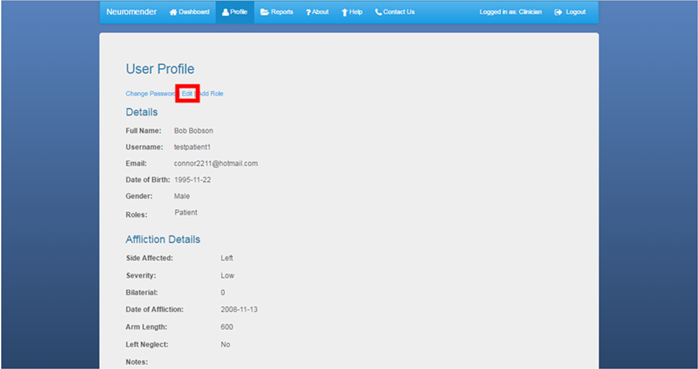 Neuromender Dashboard Profile Reports ? About Help Contact Us Logged in as: Clinician Logout
User Profile
Change Password Edit Add Role
Details
Full Name: Bob Bobson
Username: testpatient1
Email: connor2211@hotmail.com
Date of Birth: 1995-11-22
Gender: Male
Roles: Patient
Affliction Details
Side Affected: Left
Severity: Low
Bilaterial: 0
Date of Affliction: 2008-11-13
Arm Length: 600
Left Neglect: No
Notes: